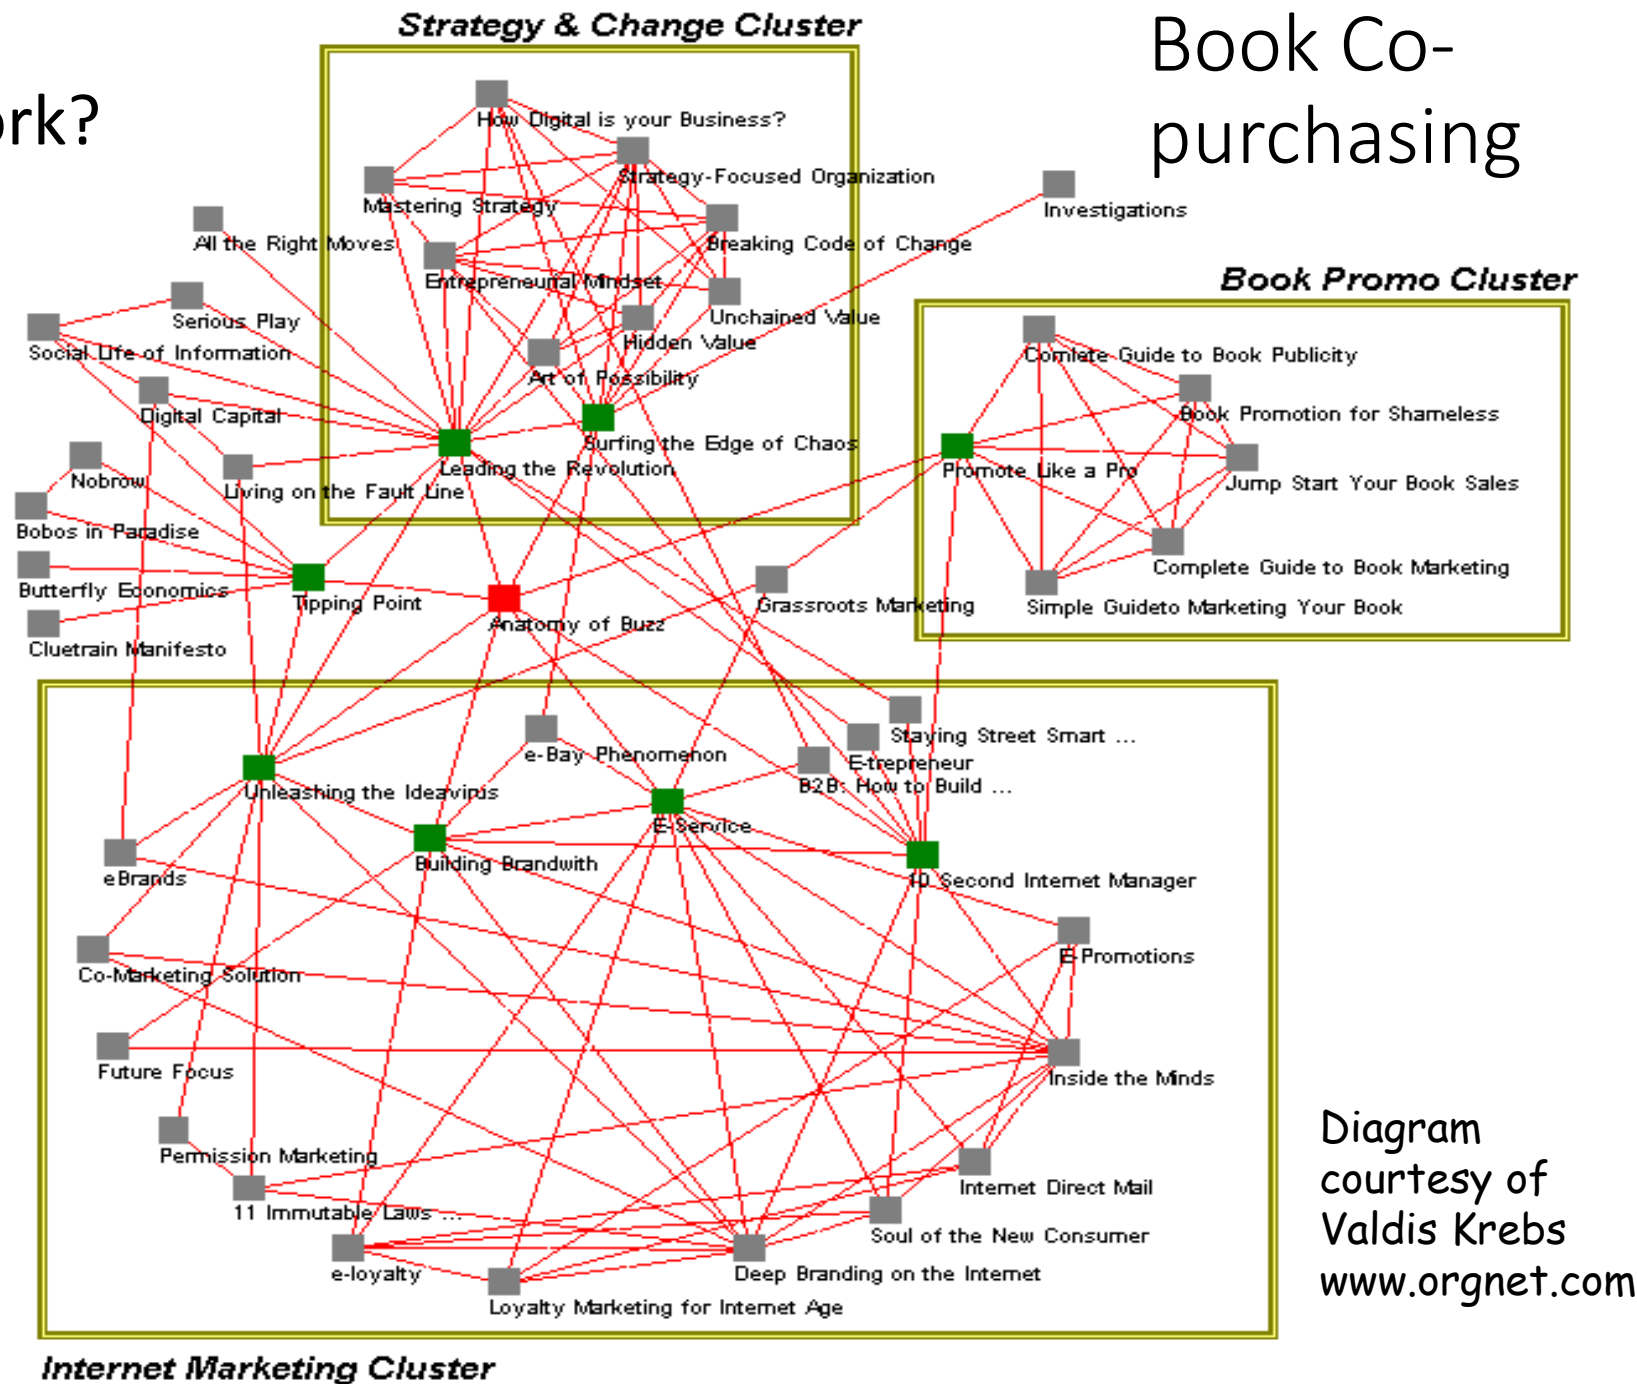 Strategy & Change Cluster
Book Co-
purchasing
ork?
How Digital is your Business?
Strategy-Focused Organization
Mastering Strategy
Investigations
All the Right Moves
Breaking Code of Change
Entrepreneurial Mindset
Book Promo Cluster
Serious Play
Unchained Value
Hidden Value
Social Life of Information
Comlete Guide to Book Publicity
Art of Possibility
Digital Capital
Book Promotion for Shameless
Surfing the Edge of Chaos
Leading the Revolution
Promote Like a Pro
Nobrow
Living on the Fault Line
Jump Start Your Book Sales
Bobos in Paradise
Complete Guide to Book Marketing
Butterfly Economics
Tipping Point
Grassroots Marketing
Simple Guideto Marketing Your Book
Anatomy of Buzz
Cluetrain Manifesto
Staying Street Smart ...
e-Bay Phenomenon
E-trepreneur
B2B: How to Build ...
Unleashing the Ideavirus
E-Service
Building Brandwith
eBrands
10 Second Internet Manager
E-Promotions
Co-Marketing Solution
Future Focus
Inside the Minds
Permission Marketing
Internet Direct Mail
11 Immutable Laws ...
Soul of the New Consumer
e-loyalty
Deep Branding on the Internet
Loyalty Marketing for Internet Age
Diagram
courtesy of
Valdis Krebs
www.orgnet.com
Internet Marketing Cluster